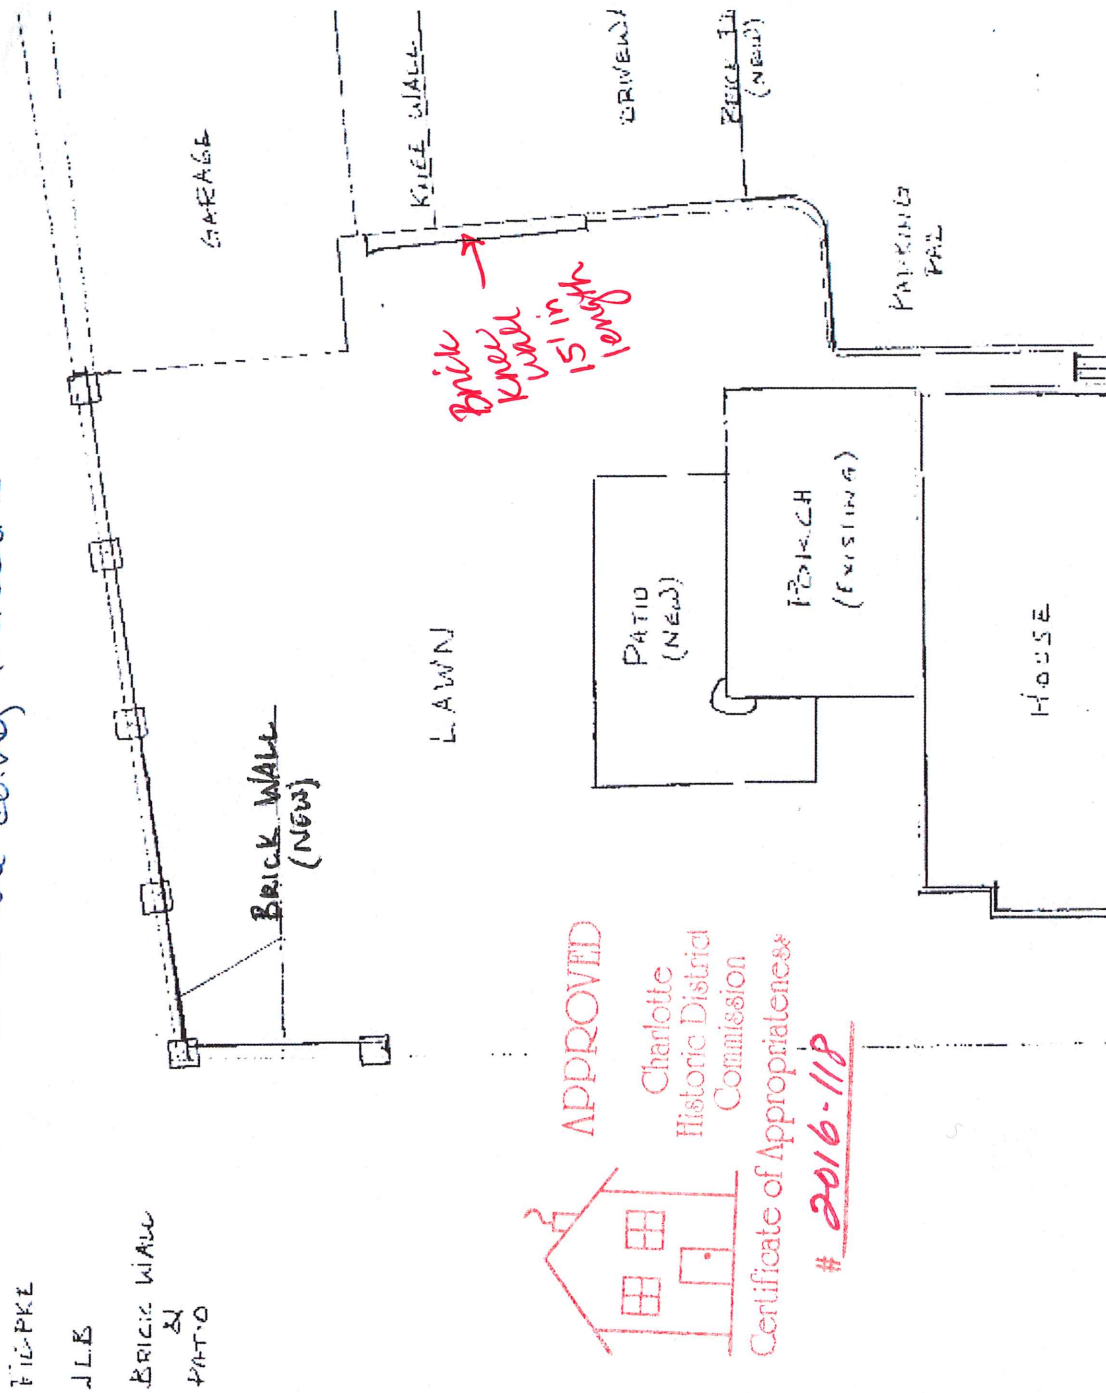 JLB
BRICK WALL
&
PATIO
GARAGE
KNEE WALL
(NEW)
Brick
Knee
wall
15' in
length
PARKING
PAD
BRICK WALL
(NEW)
LAWN
PATIO
(NEW)
PORCH
(EXISTING)
HOUSE
APPROVED
Charlotte
Historic District
Commission
Certificate of Appropriateness
# 2016-118